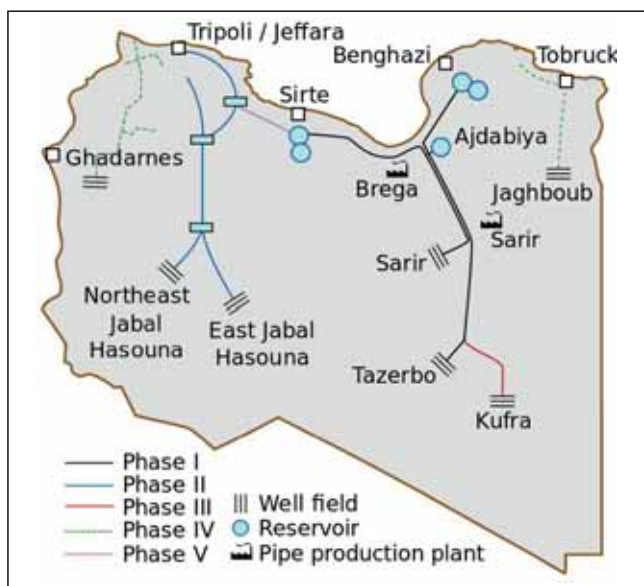 Tripoli / Jeffara
Benghazi
Tobruck
Sirte
Ajdabiya
Ghadarnes
Brega
Jaghboub
Sarir
Sarir
Northeast
Jabal
Hasouna
East Jabal
Hasouna
Tazerbo
Kufra
Phase I
Phase II
Phase III
Phase IV
Phase V
Well field
Reservoir
Pipe production plant